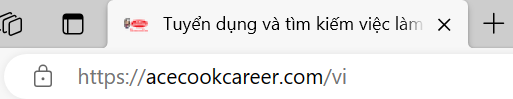 Tuyển dụng và tìm kiếm việc làm
https://acecookcareer.com/vi